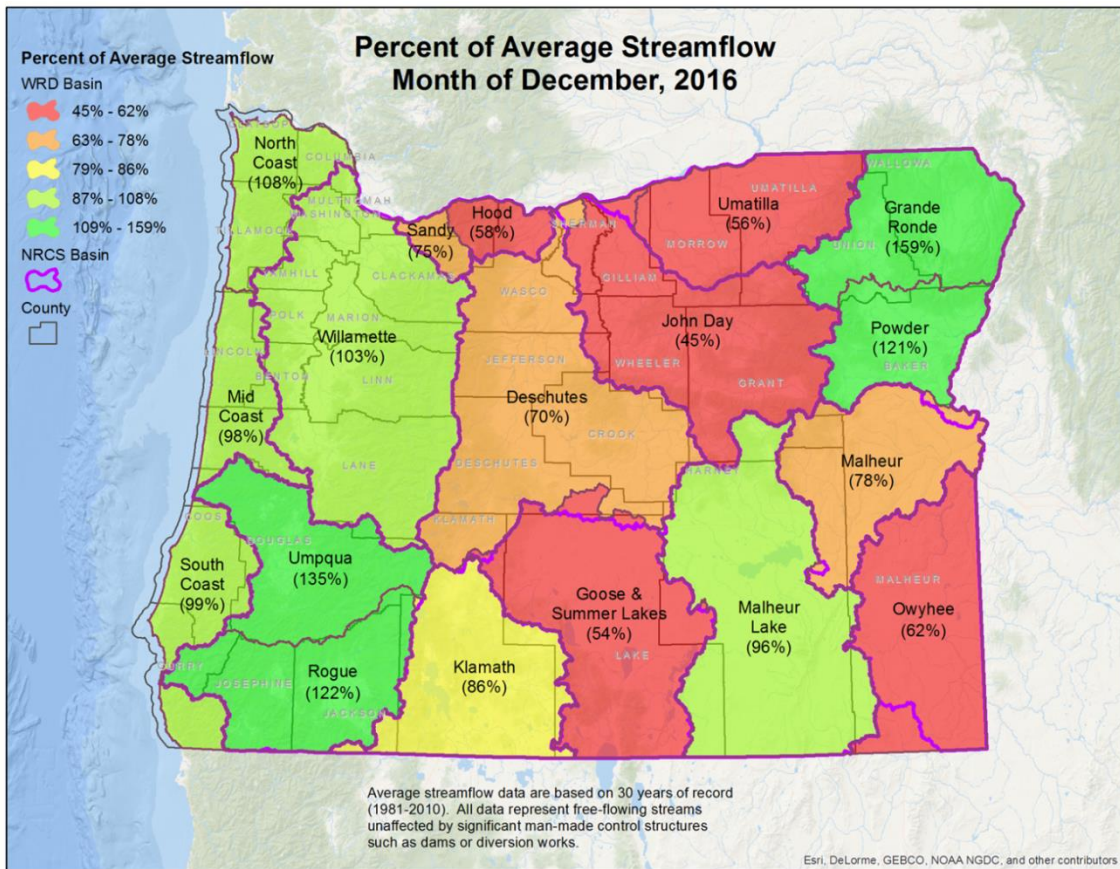 Percent of Average Streamflow
Month of December, 2016
Percent of Average Streamflow
WRD Basin
45% - 62%
63% - 78%
79% - 86%
87% - 108%
109% - 159%
NRCS Basin
County
North
Coast
(108%)
COLUMBIA
MULTNOMAH
WASHINGTON
TILLAMOOK
YAMHILL
CLACKAMAS
Sandy
(75%)
Hood
(58%)
SHERMAN
UMATILLA
Umatilla
(56%)
MORROW
GILLIAM
WALLOWA
Grande
Ronde
(159%)
UNION
POLK
MARION
Willamette
(103%)
LINCOLN
BENTON
LINN
Mid
Coast
(98%)
LANE
WASCO
JEFFERSON
Deschutes
(70%)
CROOK
DESCHUTES
John Day
(45%)
WHEELER
GRANT
Powder
(121%)
BAKER
HARNEY
Malheur
(78%)
KLAMATH
COOS
DOUGLAS
South
Coast
(99%)
Umpqua
(135%)
Goose &
Summer Lakes
(54%)
LAKE
Malheur
Lake
(96%)
MALHEUR
Owyhee
(62%)
CURRY
JOSEPHINE
Rogue
(122%)
JACKSON
Klamath
(86%)
Average streamflow data are based on 30 years of record
(1981-2010).  All data represent free-flowing streams
unaffected by significant man-made control structures
such as dams or diversion works.
Esri, DeLorme, GEBCO, NOAA NGDC, and other contributors